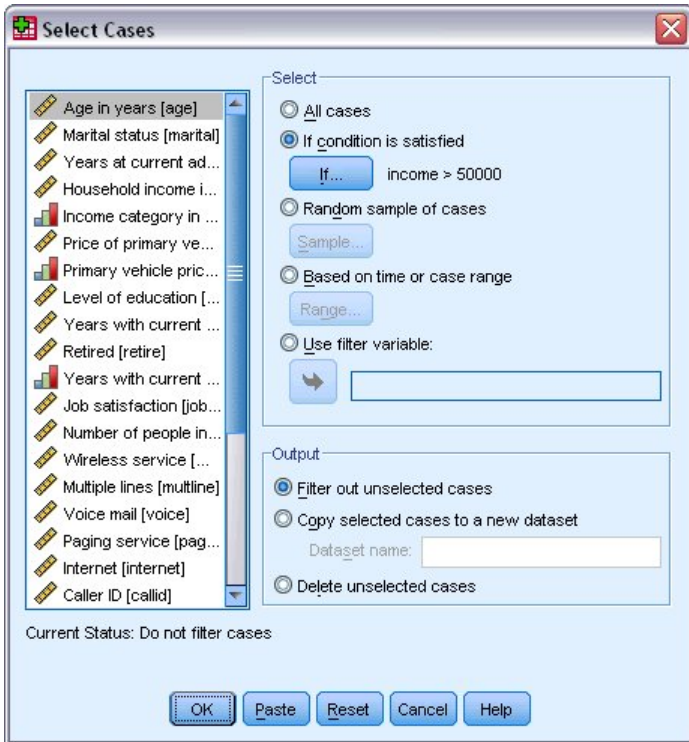 Select Cases
Age in years [age]
Marital status [marital]
Years at current ad...
Household income i...
Income category in ...
Price of primary ve...
Primary vehicle pric...
Level of education [...
Years with current ...
Retired [retire]
Years with current ...
Job satisfaction [job...
Number of people in...
Wireless service [...
Multiple lines [multline]
Voice mail [voice]
Paging service [pag...
Internet [internet]
Caller ID [callid]
Select
All cases
If condition is satisfied
If... income > 50000
Random sample of cases
Sample...
Based on time or case range
Range...
Use filter variable:
Output
Filter out unselected cases
Copy selected cases to a new dataset
Dataset name:
Delete unselected cases
Current Status: Do not filter cases
OK Paste Reset Cancel Help